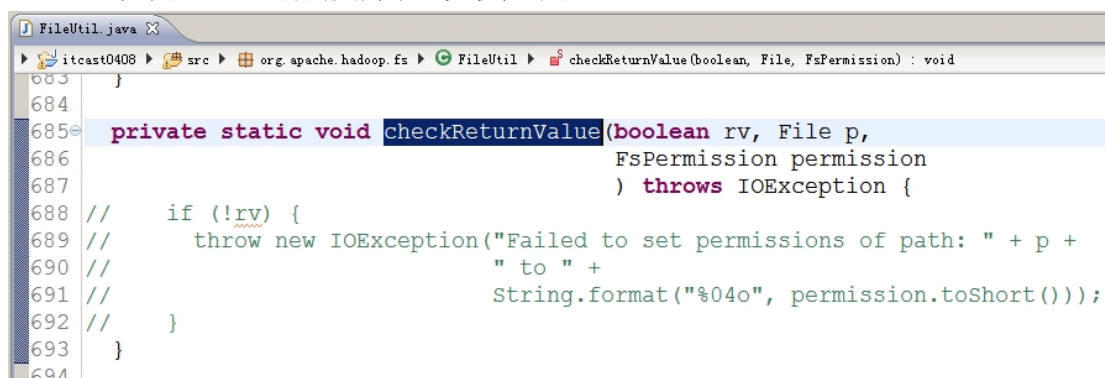 FileUtil.java
itcast0408 src org.apache.hadoop.fs FileUtil checkReturnValue(boolean, File, FsPermission) : void
683 }
684
685 private static void checkReturnValue(boolean rv, File p,
686 FsPermission permission
687 ) throws IOException {
688 // if (!rv) {
689 // throw new IOException("Failed to set permissions of path: " + p +
690 // " to " +
691 // String.format("%04o", permission.toShort()));
692 // }
693 }
694